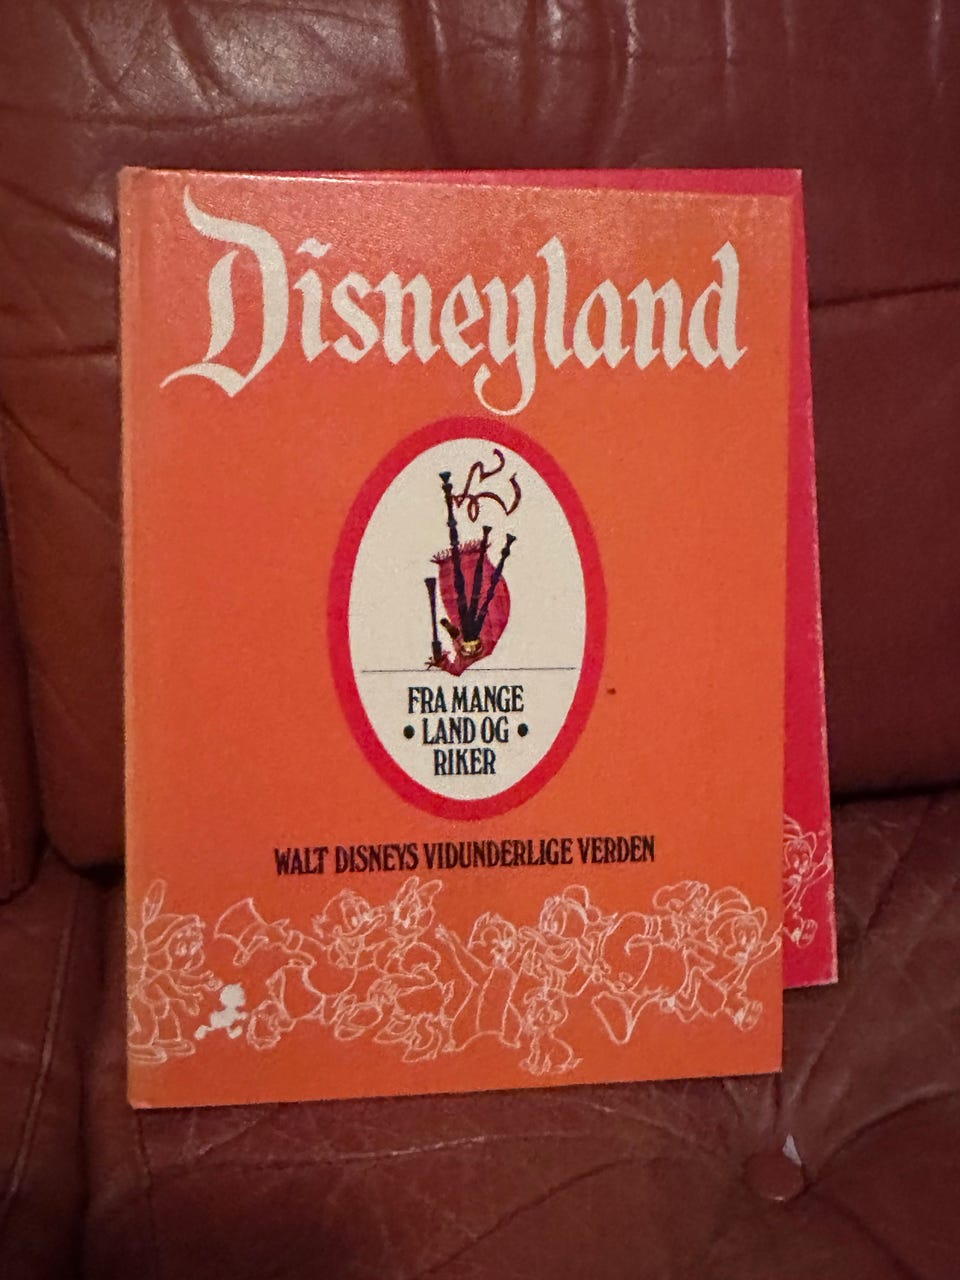 Disneyland
FRA MANGE
• LAND OG •
RIKER
WALT DISNEYS VIDUNDERLIGE VERDEN